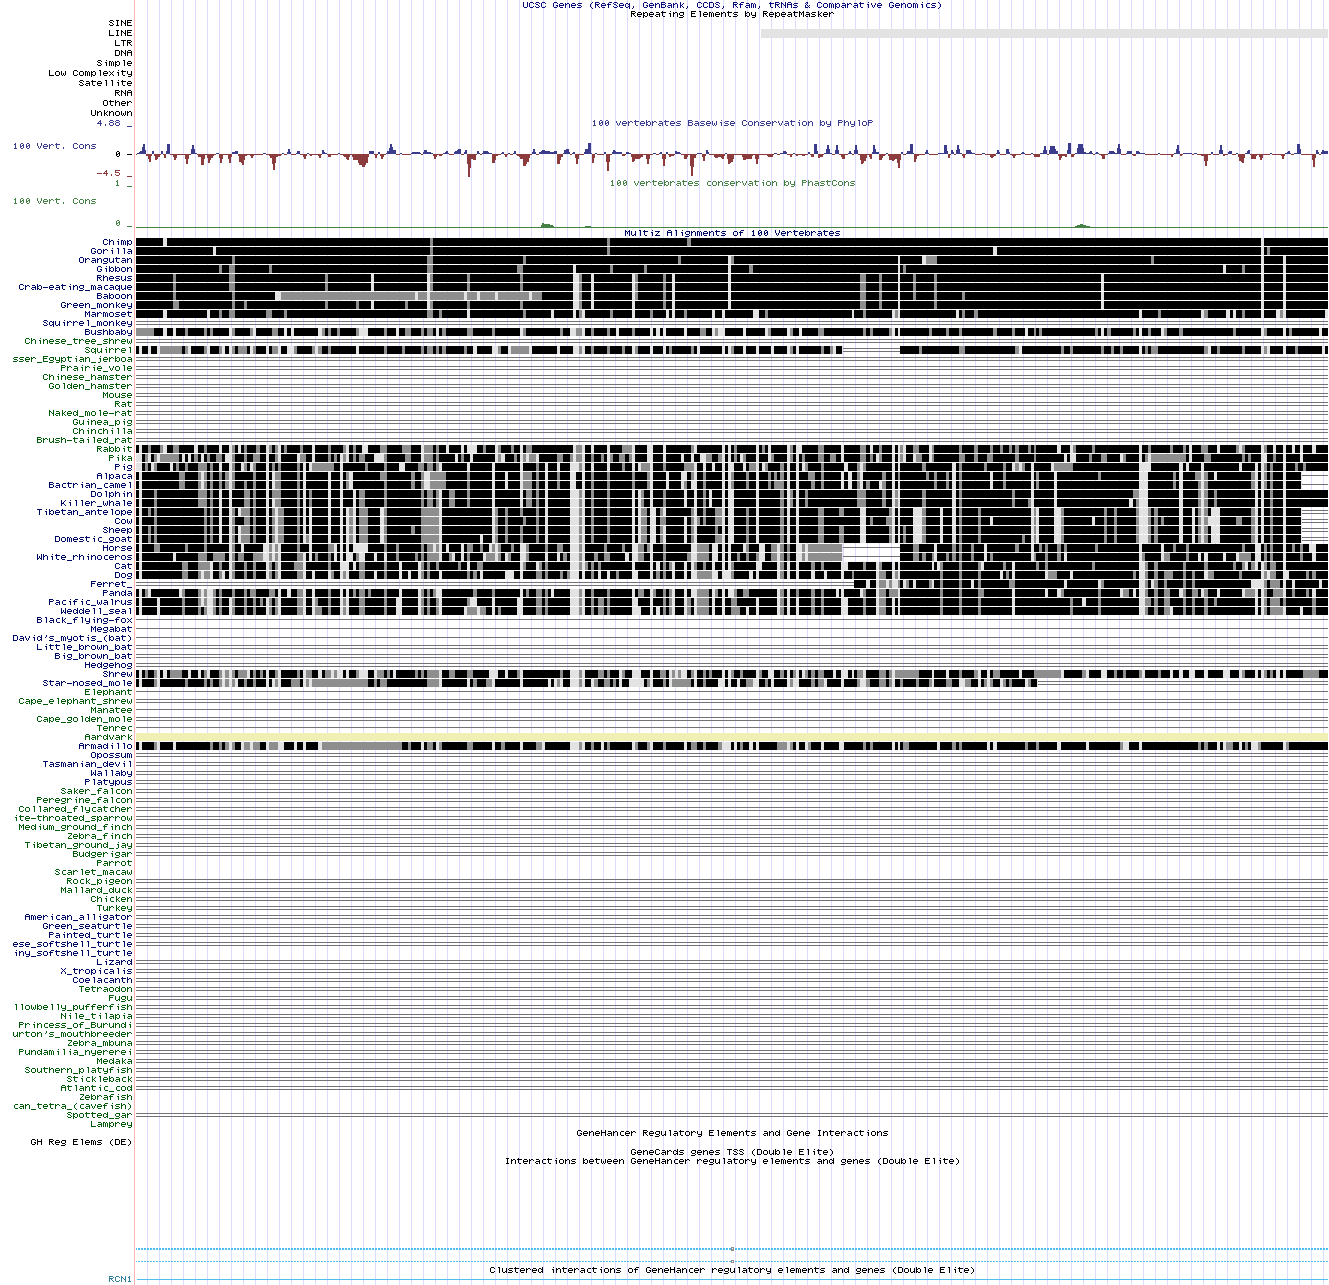 UCSC Genes (RefSeq, GenBank, CCDS, Rfam, tRNAs & Comparative Genomics)
Repeating Elements by RepeatMasker
SINE
LINE
LTR
DNA
Simple
Low Complexity
Satellite
RNA
Other
Unknown
4.88 _
100 vertebrates Basewise Conservation by PhyloP
100 Vert. Cons
0 -
-4.5 _
1 _
100 vertebrates conservation by PhastCons
100 Vert. Cons
0 _
Multiz Alignments of 100 Vertebrates
Chimp
Gorilla
Orangutan
Gibbon
Rhesus
Crab-eating_macaque
Baboon
Green_monkey
Marmoset
Squirrel_monkey
Bushbaby
Chinese_tree_shrew
Squirrel
sser_Egyptian_jerboa
Prairie_vole
Chinese_hamster
Golden_hamster
Mouse
Rat
Naked_mole-rat
Guinea_pig
Chinchilla
Brush-tailed_rat
Rabbit
Pika
Pig
Alpaca
Bactrian_camel
Dolphin
Killer_whale
Tibetan_antelope
Cow
Sheep
Domestic_goat
Horse
White_rhinoceros
Cat
Dog
Ferret_
Panda
Pacific_walrus
Weddell_seal
Black_flying-fox
Megabat
David's_myotis_(bat)
Little_brown_bat
Big_brown_bat
Hedgehog
Shrew
Star-nosed_mole
Elephant
Cape_elephant_shrew
Manatee
Cape_golden_mole
Tenrec
Aardvark
Armadillo
Opossum
Tasmanian_devil
Wallaby
Platypus
Saker_falcon
Peregrine_falcon
Collared_flycatcher
ite-throated_sparrow
Medium_ground_finch
Zebra_finch
Tibetan_ground_jay
Budgerigar
Parrot
Scarlet_macaw
Rock_pigeon
Mallard_duck
Chicken
Turkey
American_alligator
Green_seaturtle
Painted_turtle
ese_softshell_turtle
iny_softshell_turtle
Lizard
X_tropicalis
Coelacanth
Tetraodon
Fugu
llowbelly_pufferfish
Nile_tilapia
Princess_of_Burundi
urton's_mouthbreeder
Zebra_mbuna
Pundamilia_nyererei
Medaka
Southern_platyfish
Stickleback
Atlantic_cod
Zebrafish
can_tetra_(cavefish)
Spotted_gar
Lamprey
GeneHancer Regulatory Elements and Gene Interactions
GH Reg Elems (DE)
GeneCards genes TSS (Double Elite)
Interactions between GeneHancer regulatory elements and genes (Double Elite)
Clustered interactions of GeneHancer regulatory elements and genes (Double Elite)
RCN1